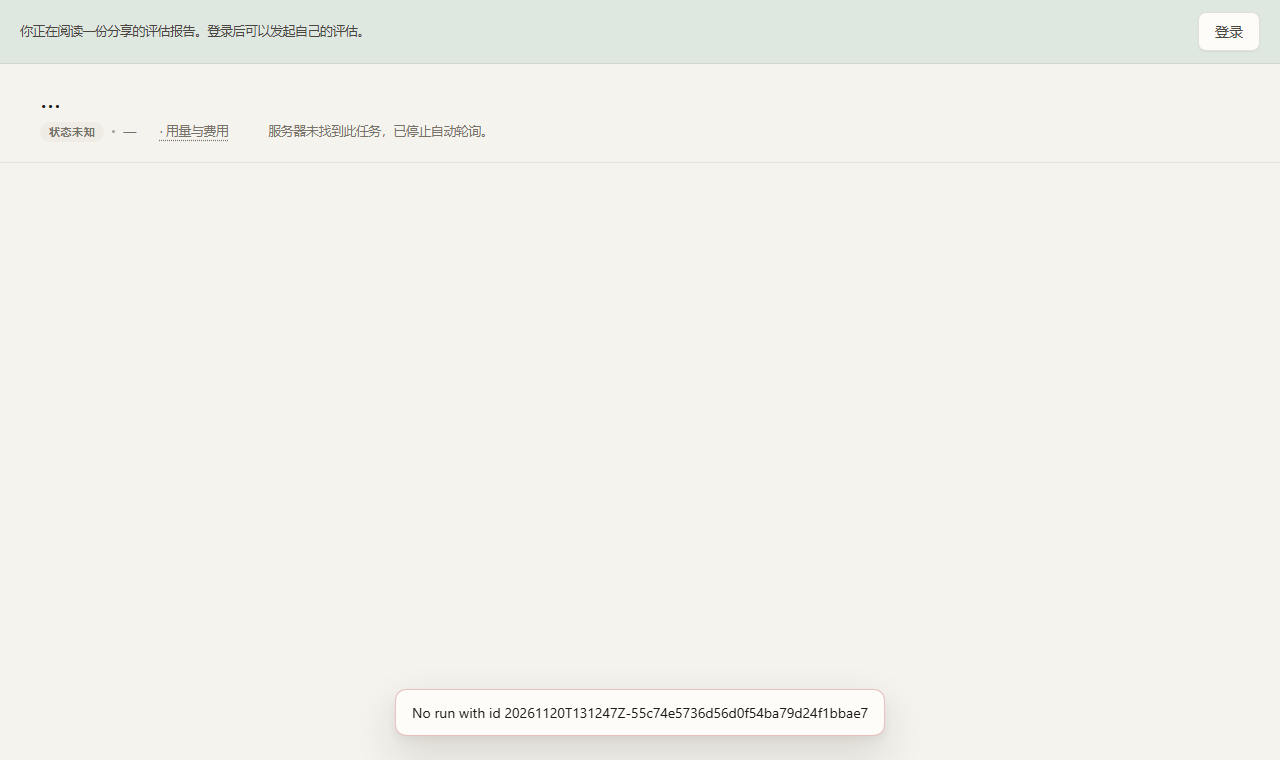 你正在阅读一份分享的评估报告。登录后可以发起自己的评估。
登录
…
状态未知 • — · 用量与费用 服务器未找到此任务，已停止自动轮询。
No run with id 20261120T131247Z-55c74e5736d56d0f54ba79d24f1bbae7